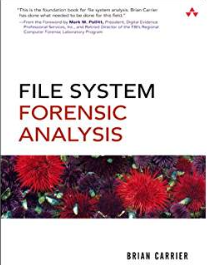 "This is the foundation book for file system analysis. Brian Carrier
has done what needed to be done for this field."
—From the Foreword by Mark M. Pollitt, President, Digital Evidence
Professional Services, Inc., and Retired Director of the FBI's Regional
Computer Forensic Laboratory Program
FILE SYSTEM
FORENSIC
ANALYSIS
BRIAN CARRIER